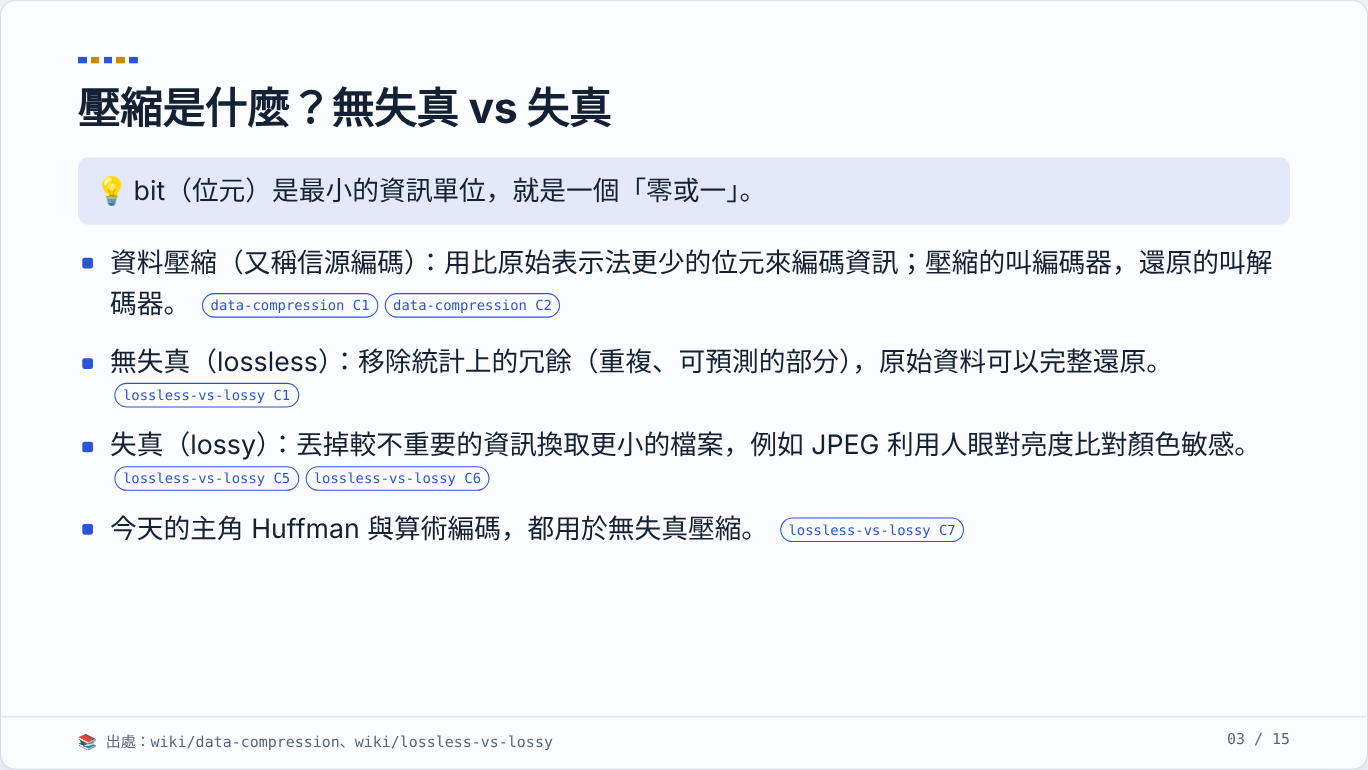 壓縮是什麼？無失真 vs 失真
💡 bit（位元）是最小的資訊單位，就是一個「零或一」。
資料壓縮（又稱信源編碼）：用比原始表示法更少的位元來編碼資訊；壓縮的叫編碼器，還原的叫解
碼器。 data-compression C1 data-compression C2
無失真（lossless）：移除統計上的冗餘（重複、可預測的部分），原始資料可以完整還原。
lossless-vs-lossy C1
失真（lossy）：丟掉較不重要的資訊換取更小的檔案，例如 JPEG 利用人眼對亮度比對顏色敏感。
lossless-vs-lossy C5 lossless-vs-lossy C6
今天的主角 Huffman 與算術編碼，都用於無失真壓縮。 lossless-vs-lossy C7
📚 出處：wiki/data-compression、wiki/lossless-vs-lossy
03 / 15